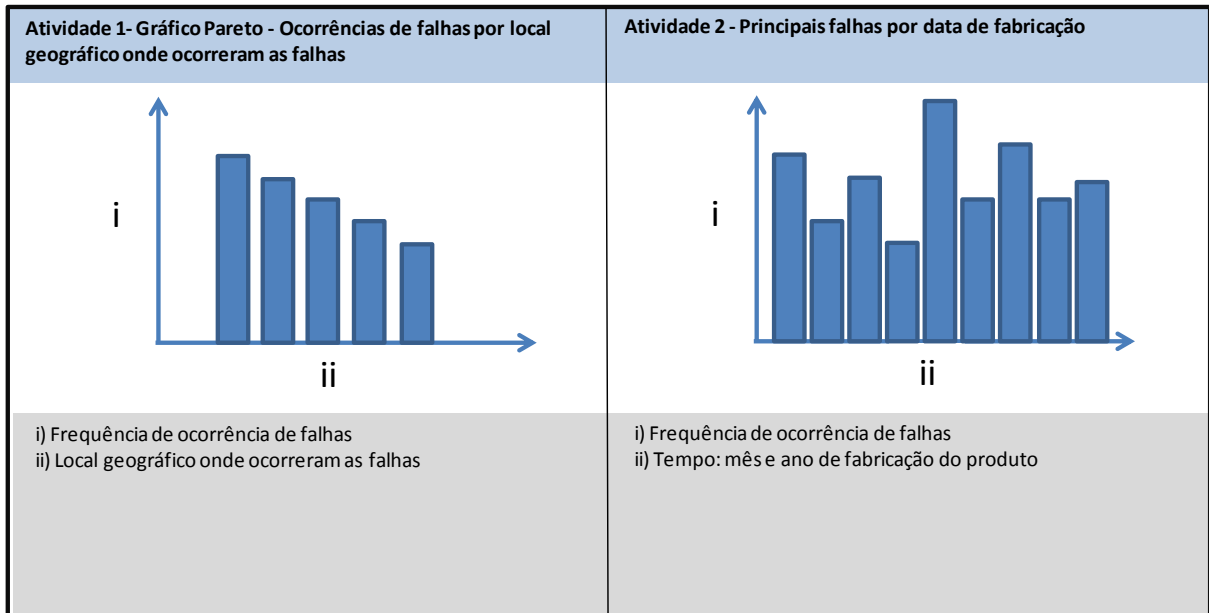 Atividade 1- Gráfico Pareto - Ocorrências de falhas por local
geográfico onde ocorreram as falhas
i
ii
i) Frequência de ocorrência de falhas
ii) Local geográfico onde ocorreram as falhas
Atividade 2 - Principais falhas por data de fabricação
i
ii
i) Frequência de ocorrência de falhas
ii) Tempo: mês e ano de fabricação do produto